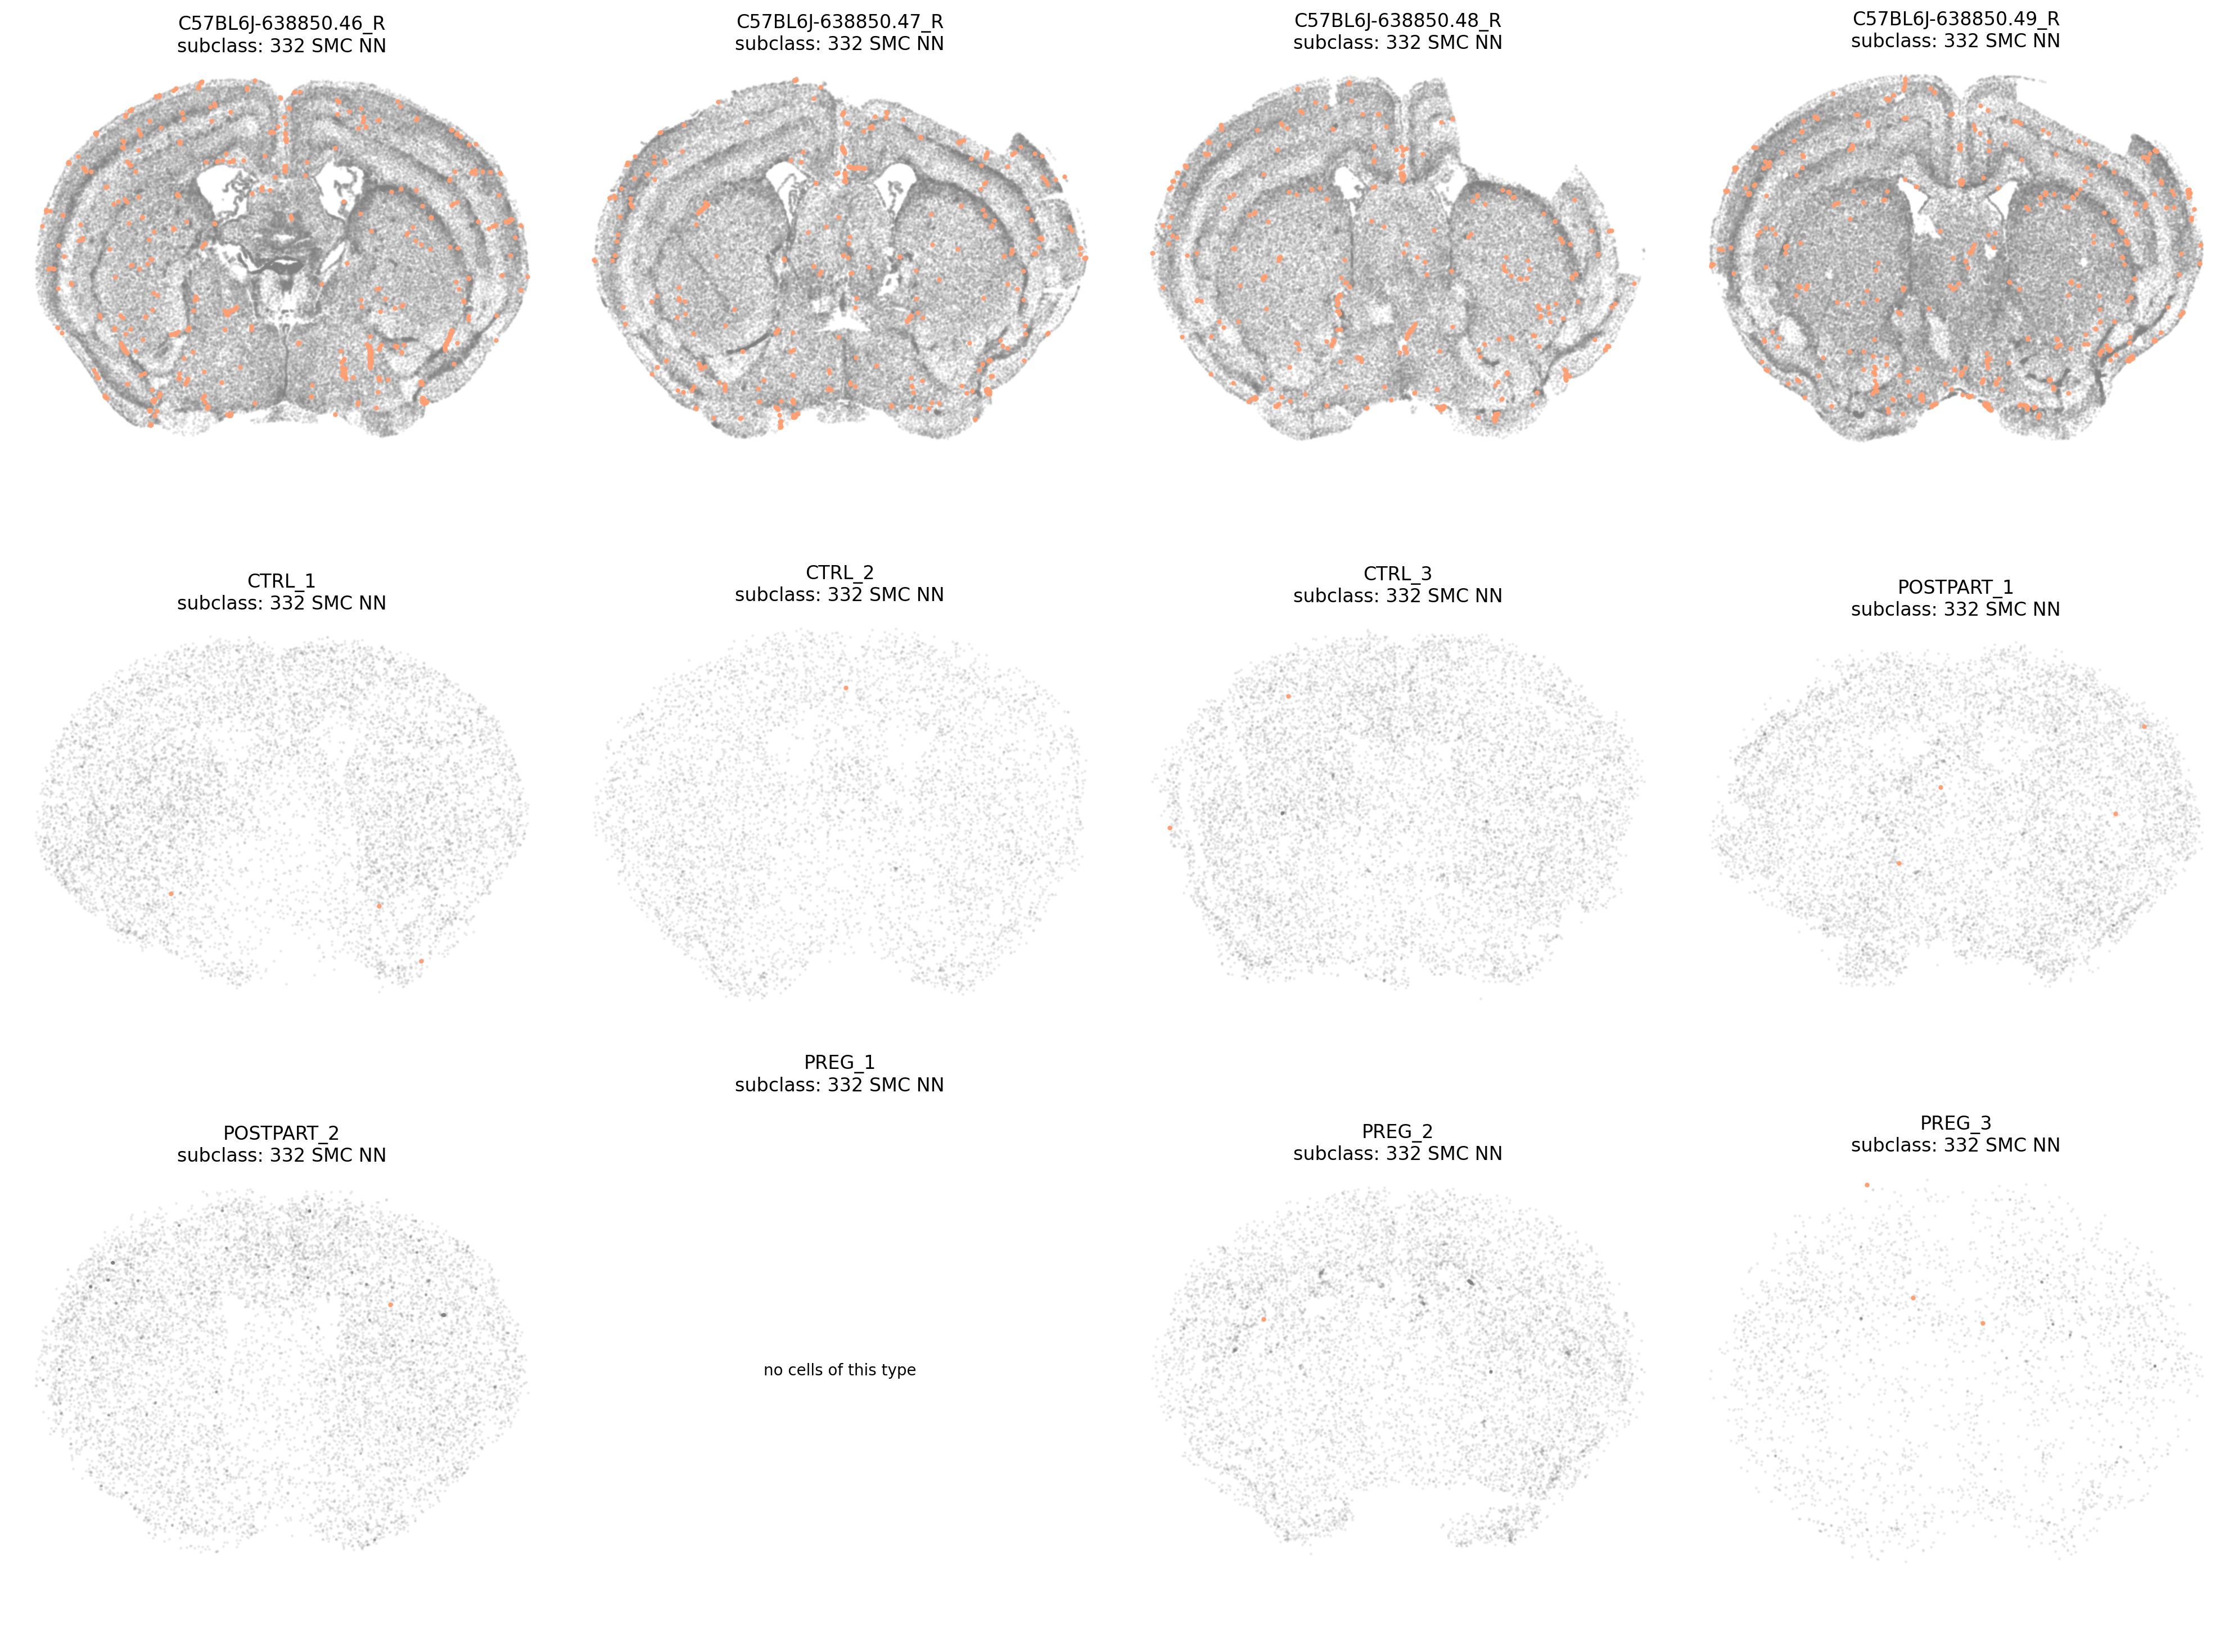 C57BL6J-638850.46_R
subclass: 332 SMC NN
C57BL6J-638850.47_R
subclass: 332 SMC NN
C57BL6J-638850.48_R
subclass: 332 SMC NN
C57BL6J-638850.49_R
subclass: 332 SMC NN
CTRL_1
subclass: 332 SMC NN
CTRL_2
subclass: 332 SMC NN
CTRL_3
subclass: 332 SMC NN
POSTPART_1
subclass: 332 SMC NN
POSTPART_2
subclass: 332 SMC NN
PREG_1
subclass: 332 SMC NN
no cells of this type
PREG_2
subclass: 332 SMC NN
PREG_3
subclass: 332 SMC NN